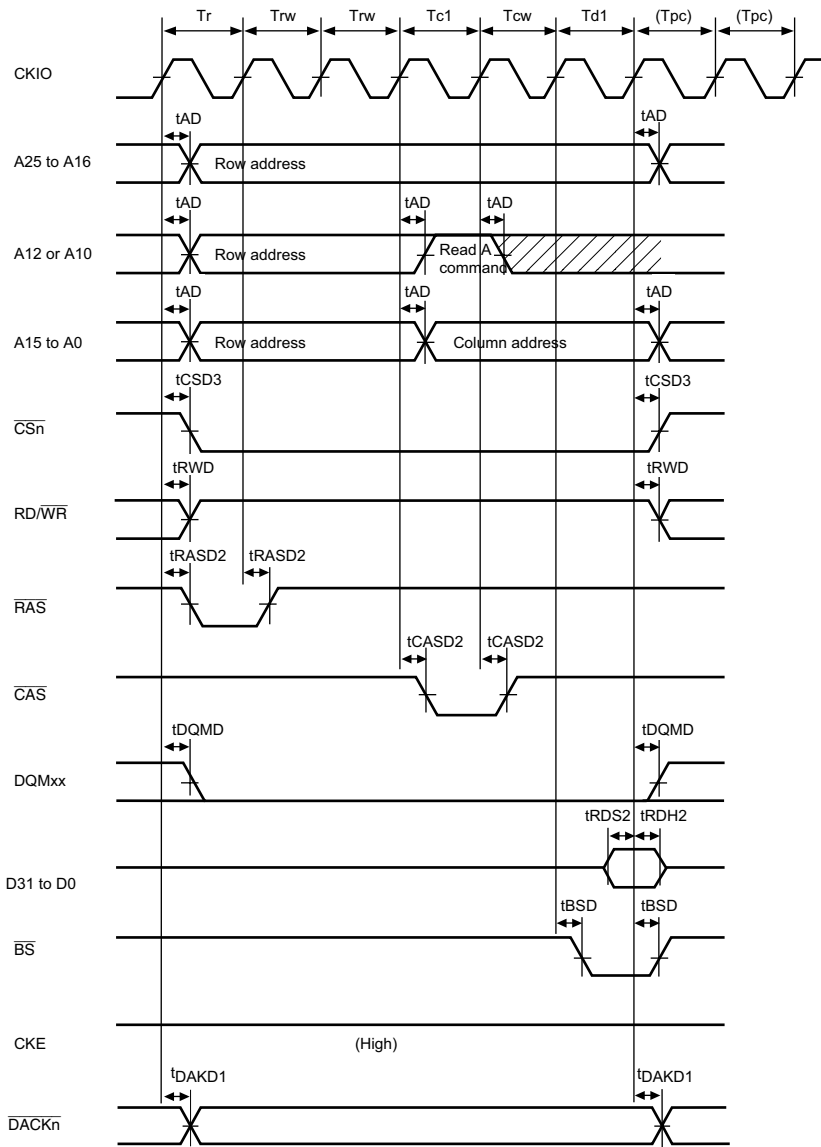 Tr Trw Trw Tc1 Tcw Td1 (Tpc) (Tpc)
CKIO
tAD tAD
A25 to A16 Row address
tAD tAD tAD
A12 or A10 Row address Read A command
tAD tAD tAD
A15 to A0 Row address Column address
tCSD3 tCSD3
CSn
tRWD tRWD
RD/WR
tRASD2 tRASD2
RAS
tCASD2 tCASD2
CAS
tDQMD tDQMD
DQMxx
tRDS2 tRDH2
D31 to D0
tBSD tBSD
BS
CKE (High)
tDAKD1 tDAKD1
DACKn